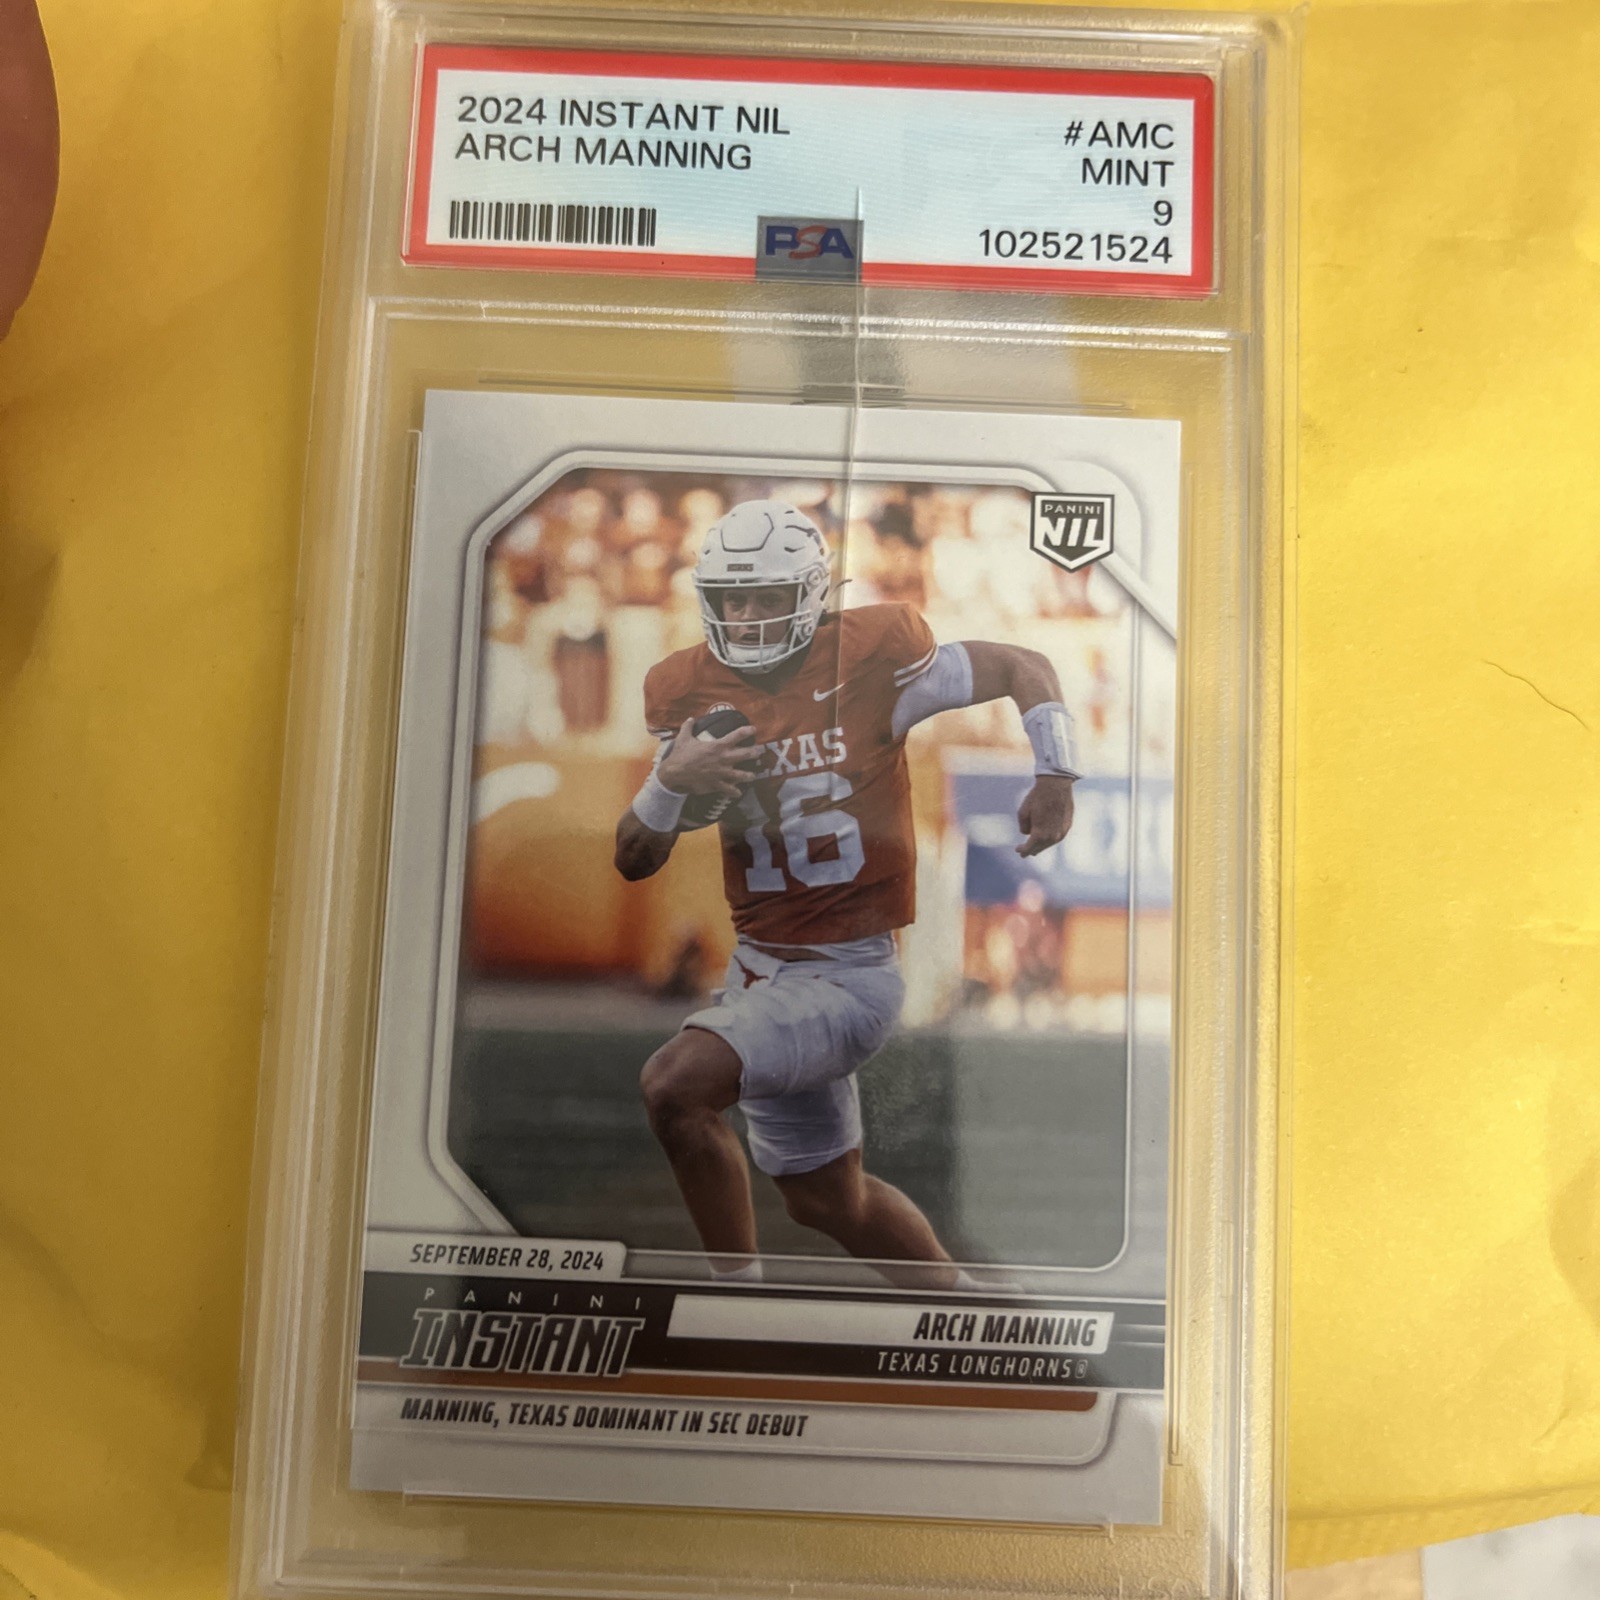 2024 INSTANT NIL
ARCH MANNING
#AMC
MINT
9
102521524
PSA
PANINI
NIL
EXAS
16
SEPTEMBER 28, 2024
PANINI
INSTANT
ARCH MANNING
TEXAS LONGHORNS®
MANNING, TEXAS DOMINANT IN SEC DEBUT